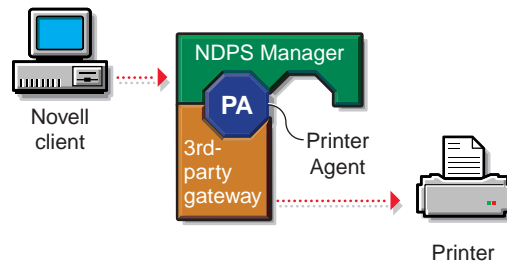 NDPS Manager
PA
Novell
client
Printer
Agent
3rd-
party
gateway
Printer